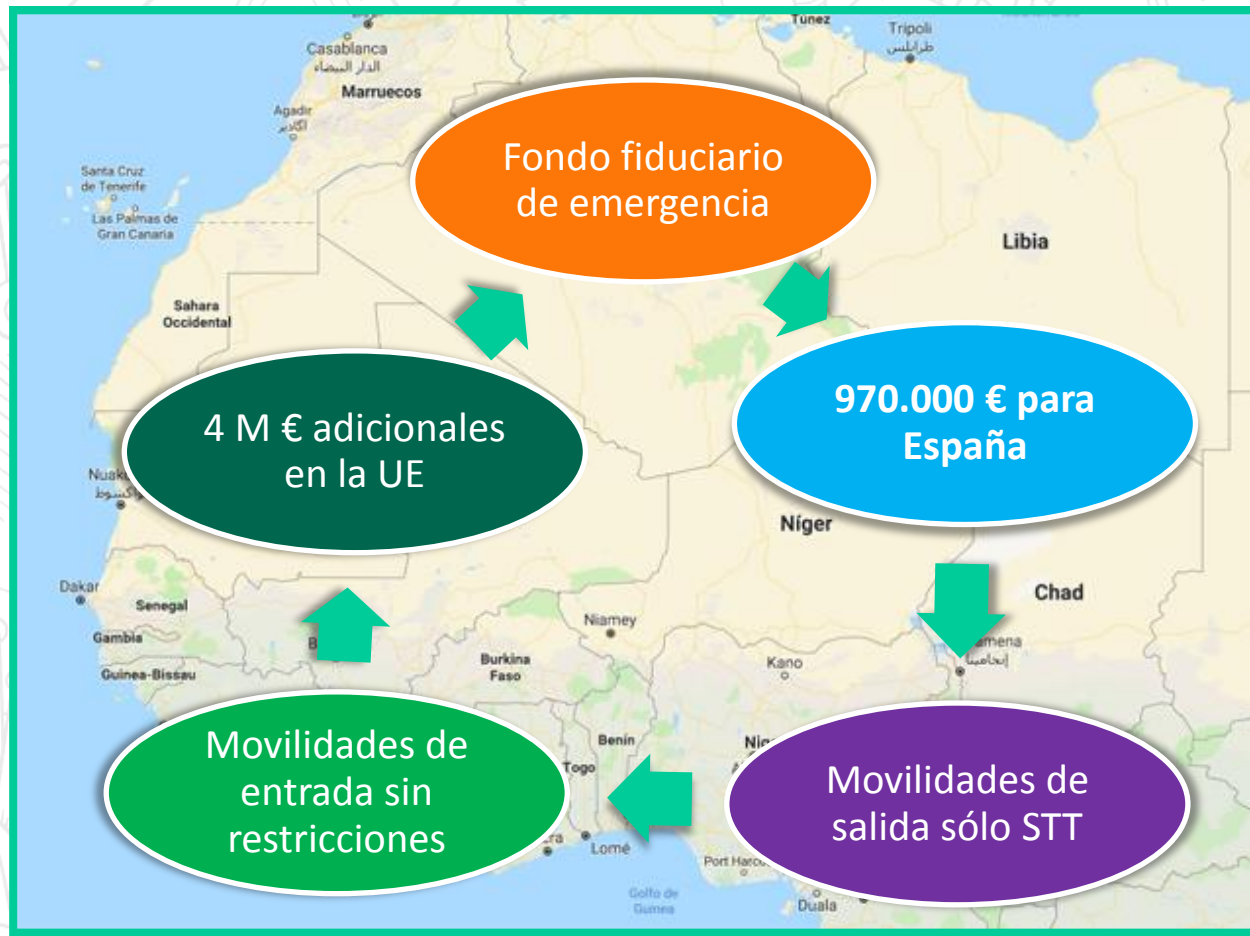 Túnez
Tripoli
طرابلس
Casablanca
الدار البيضاء
Marruecos
Agadir
أكادير
Fondo fiduciario
de emergencia
Santa Cruz
de Tenerife
Las Palmas de
Gran Canaria
Libia
Sahara
Occidental
4 M € adicionales
en la UE
970.000 € para
España
Níger
Chad
Dakar
Senegal
Gambia
Guinea-Bissau
Niamey
Burkina
Faso
Kano
إنجامينا
Benín
Togo
Movilidades de
entrada sin
restricciones
Movilidades de
salida sólo STT
Lomé
Golfo de
Guinea
Duala